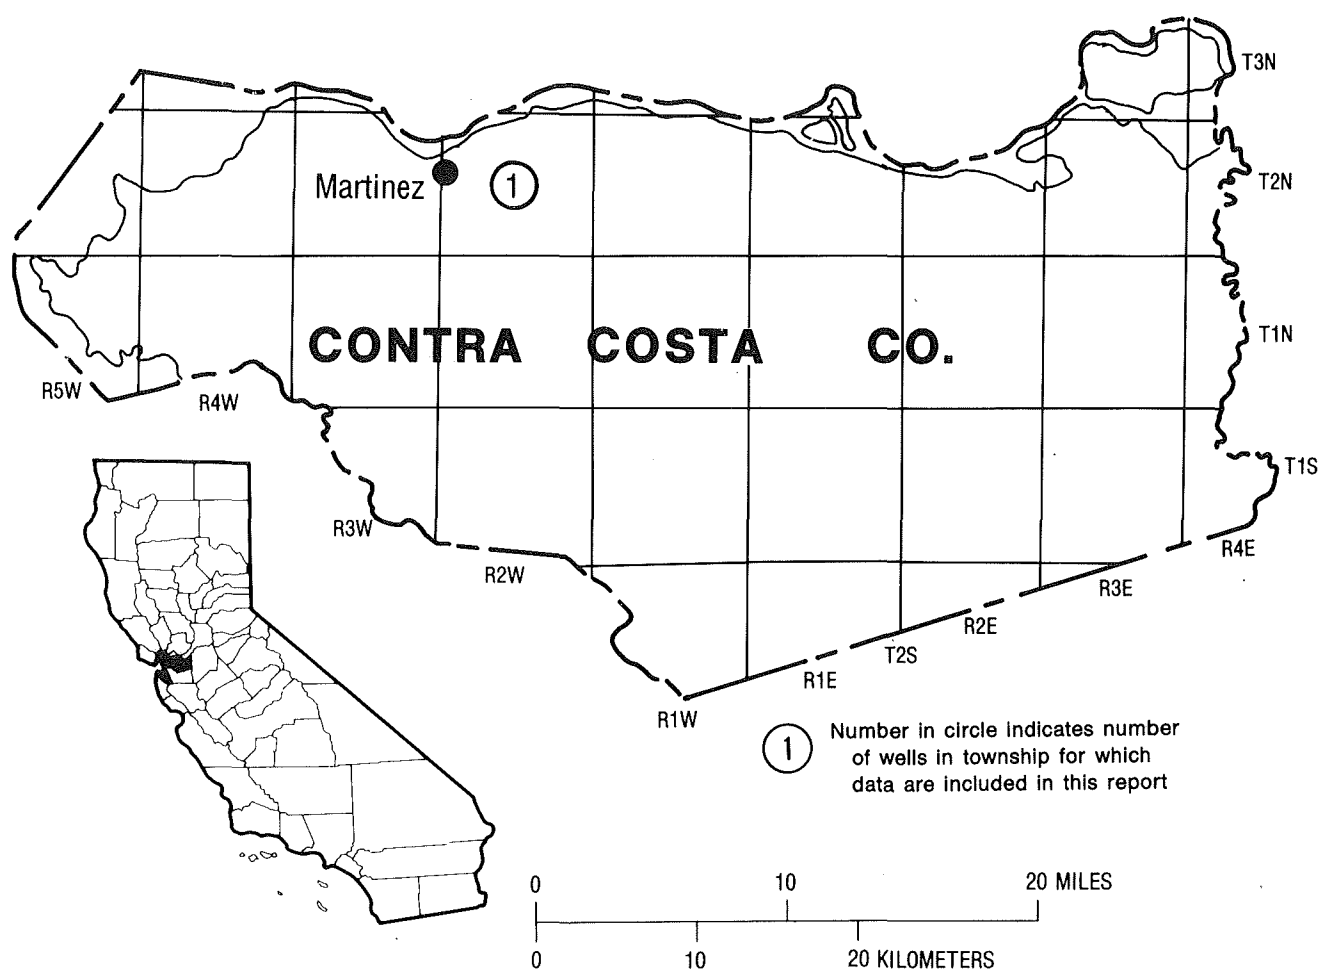 T3N
Martinez
1
T2N
CONTRA COSTA CO.
T1N
R5W
R4W
T1S
R3W
R4E
R2W
R3E
R2E
T2S
R1E
R1W
1
Number in circle indicates number
of wells in township for which
data are included in this report
0 10 20 MILES
0 10 20 KILOMETERS